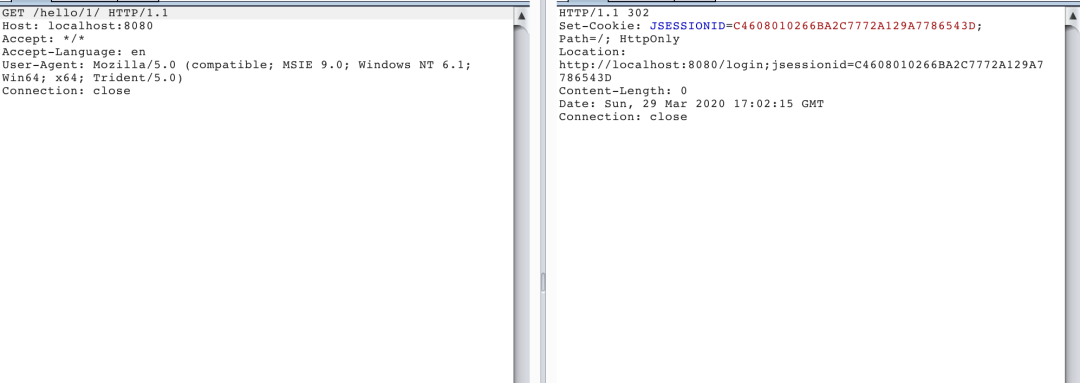 GET /hello/1/ HTTP/1.1
Host: localhost:8080
Accept: */*
Accept-Language: en
User-Agent: Mozilla/5.0 (compatible; MSIE 9.0; Windows NT 6.1;
Win64; x64; Trident/5.0)
Connection: close
HTTP/1.1 302
Set-Cookie: JSESSIONID=C4608010266BA2C7772A129A7786543D;
Path=/; HttpOnly
Location:
http://localhost:8080/login;jsessionid=C4608010266BA2C7772A129A7
786543D
Content-Length: 0
Date: Sun, 29 Mar 2020 17:02:15 GMT
Connection: close